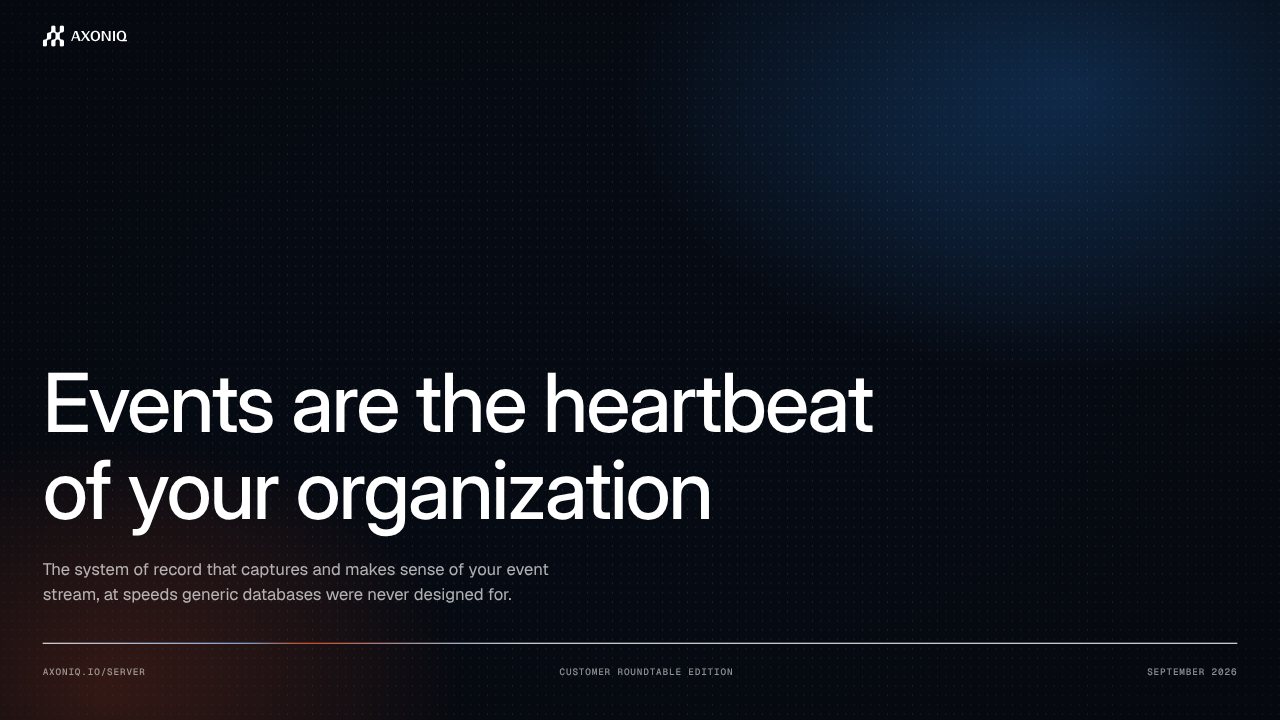 AXONIQ
Events are the heartbeat
of your organization
The system of record that captures and makes sense of your event
stream, at speeds generic databases were never designed for.
AXONIQ.IO/SERVER
CUSTOMER ROUNDTABLE EDITION
SEPTEMBER 2026